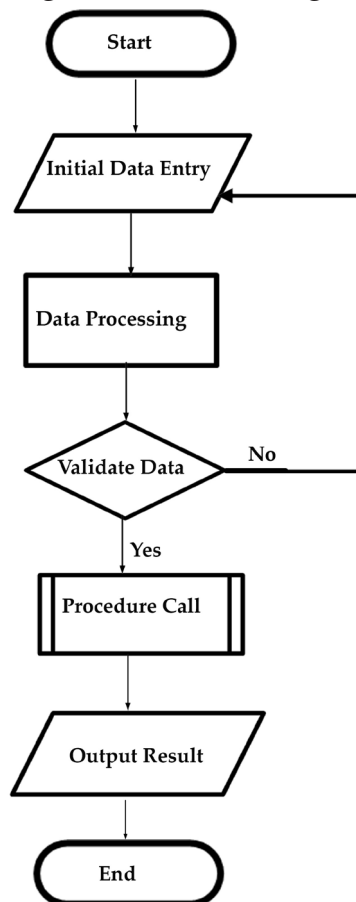 Start
Initial Data Entry
Data Processing
Validate Data
No
Yes
Procedure Call
Output Result
End